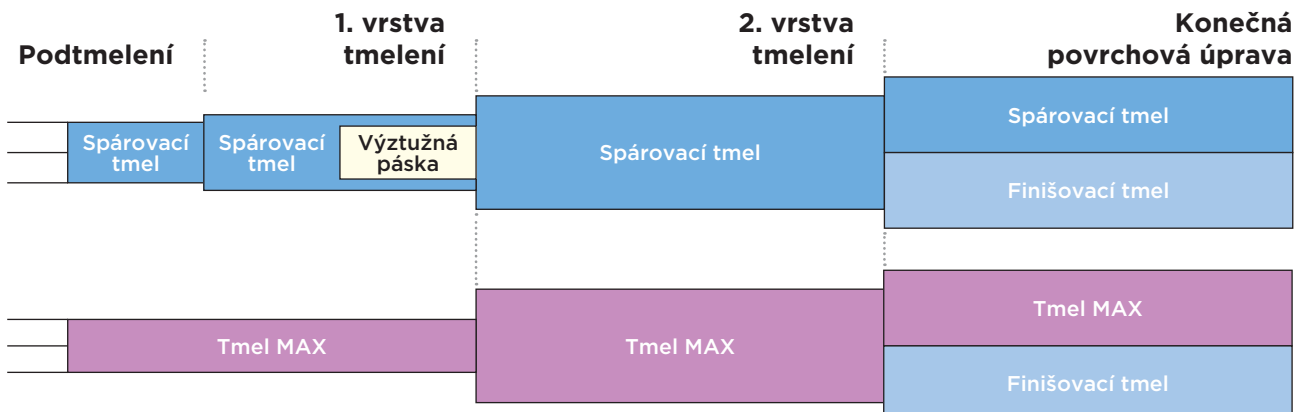 Podtmelení
1. vrstva
tmelení
2. vrstva
tmelení
Konečná
povrchová úprava
Spárovací
tmel
Spárovací
tmel
Výztužná
páska
Spárovací tmel
Spárovací tmel
Finišovací tmel
Tmel MAX
Tmel MAX
Tmel MAX
Finišovací tmel